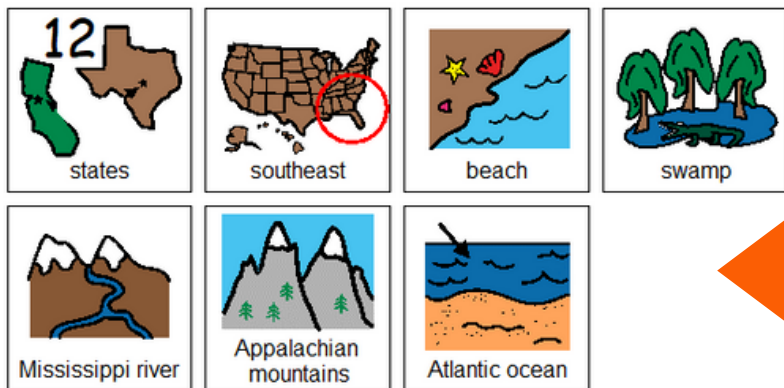 12
states
southeast
beach
swamp
Mississippi river
Appalachian
mountains
Atlantic ocean